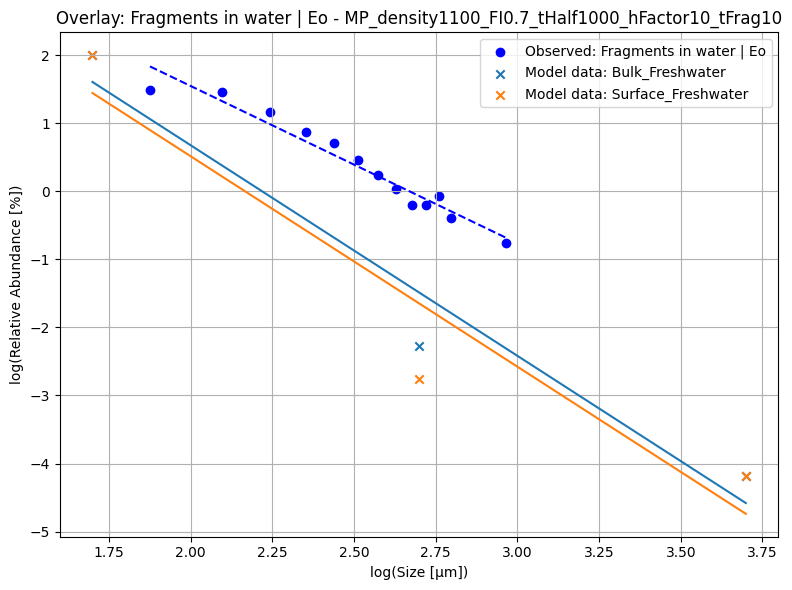 Overlay: Fragments in water | Eo - MP_density1100_FI0.7_tHalf1000_hFactor10_tFrag10
Observed: Fragments in water | Eo
Model data: Bulk_Freshwater
Model data: Surface_Freshwater
log(Relative Abundance [%])
2
1
0
−1
−2
−3
−4
−5
1.75
2.00
2.25
2.50
2.75
3.00
3.25
3.50
3.75
log(Size [μm])